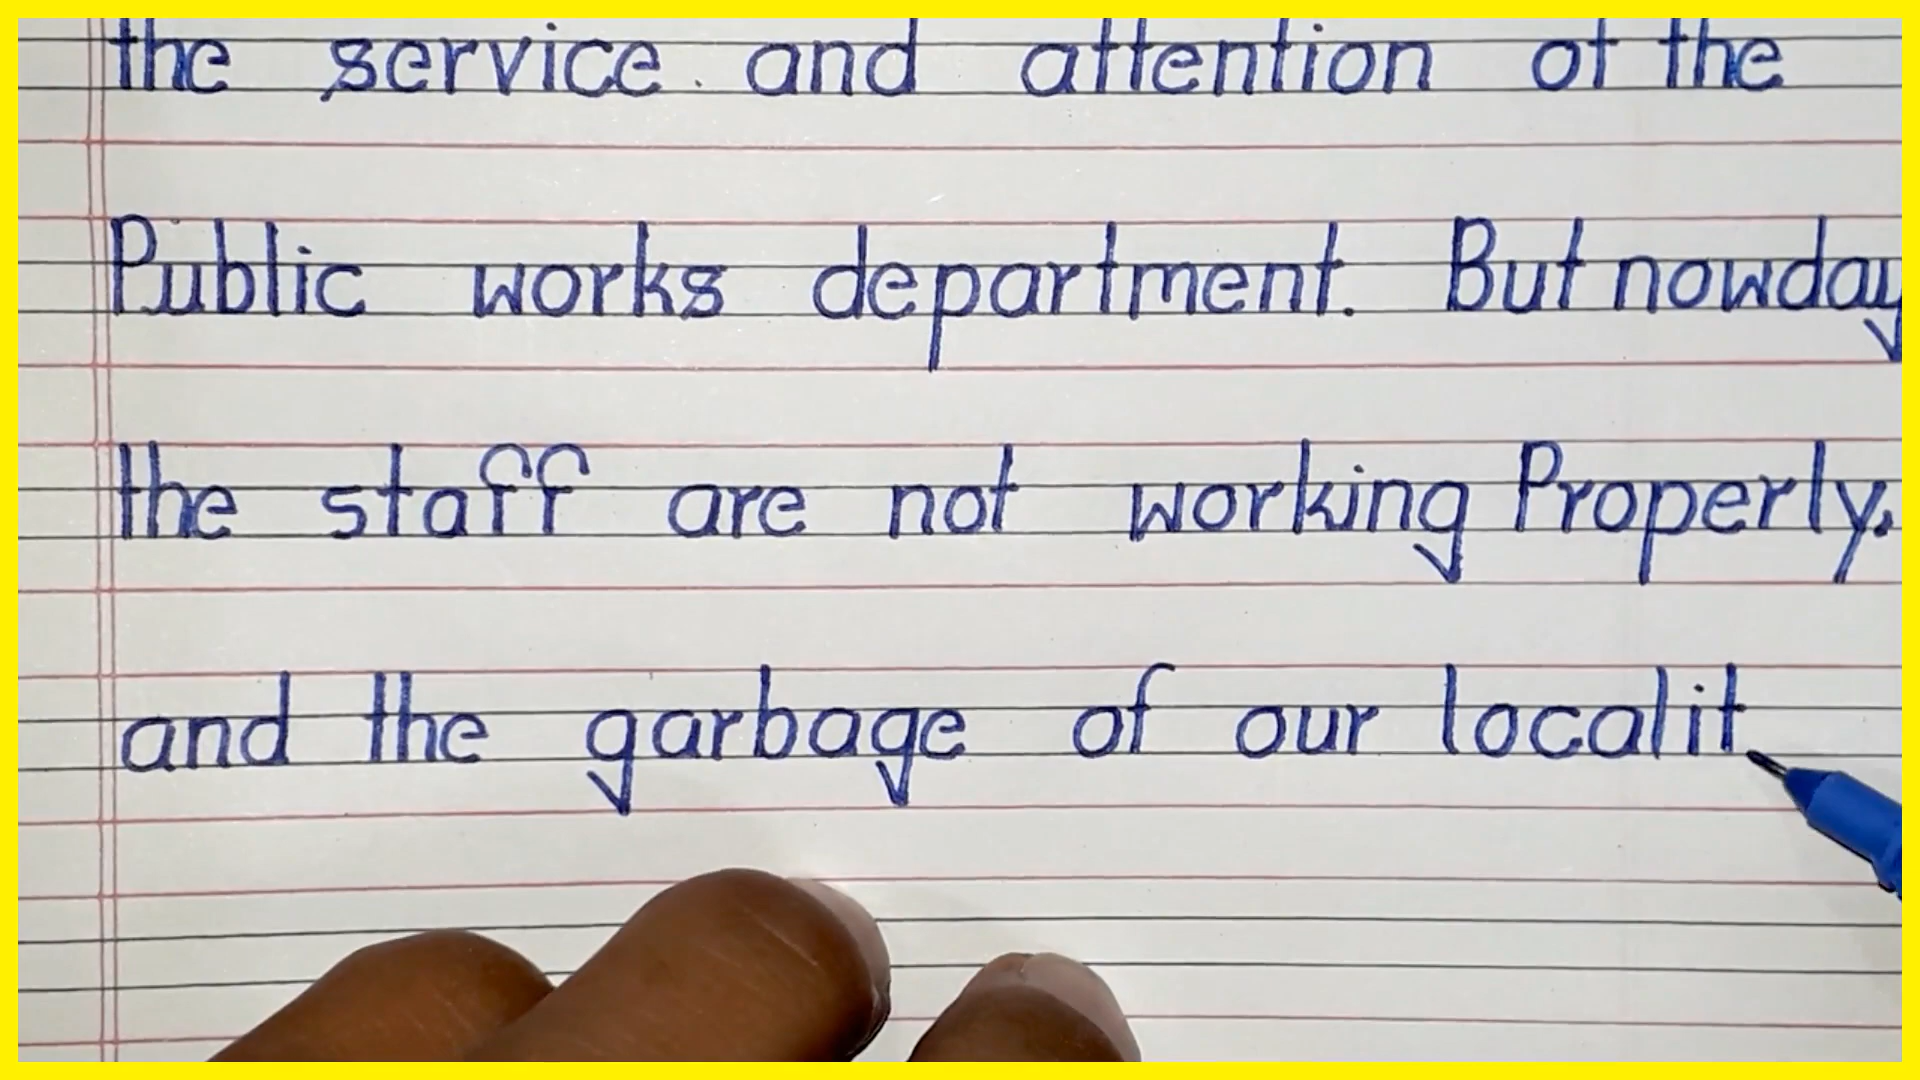 the service and attention of the
Public works department. But nowday
the staff are not working Properly.
and the garbage of our localit